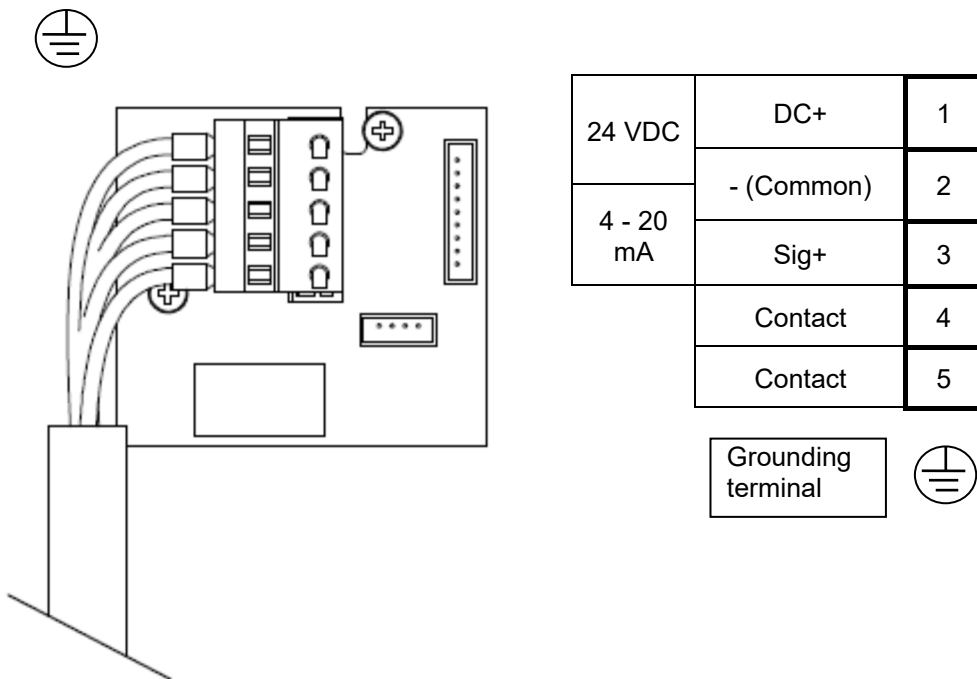 24 VDC
DC+
1
- (Common)
2
4 - 20
mA
Sig+
3
Contact
4
Contact
5
Grounding
terminal